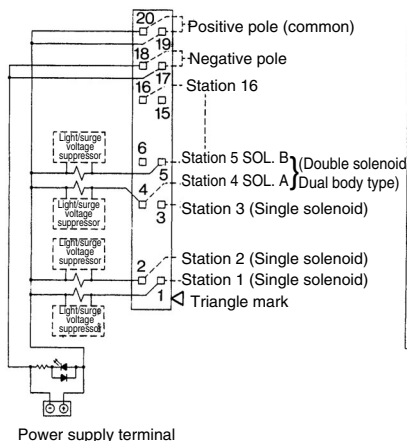 20
Positive pole (common)
19
18
Negative pole
17
16
Station 16
15
Light/surge
voltage
suppressor
6
5
Station 5 SOL. B
(Double solenoid
4
Station 4 SOL. A
Dual body type)
Light/surge
voltage
suppressor
3
Station 3 (Single solenoid)
Light/surge
voltage
suppressor
2
Station 2 (Single solenoid)
Station 1 (Single solenoid)
1
Triangle mark
Light/surge
voltage
suppressor
Power supply terminal